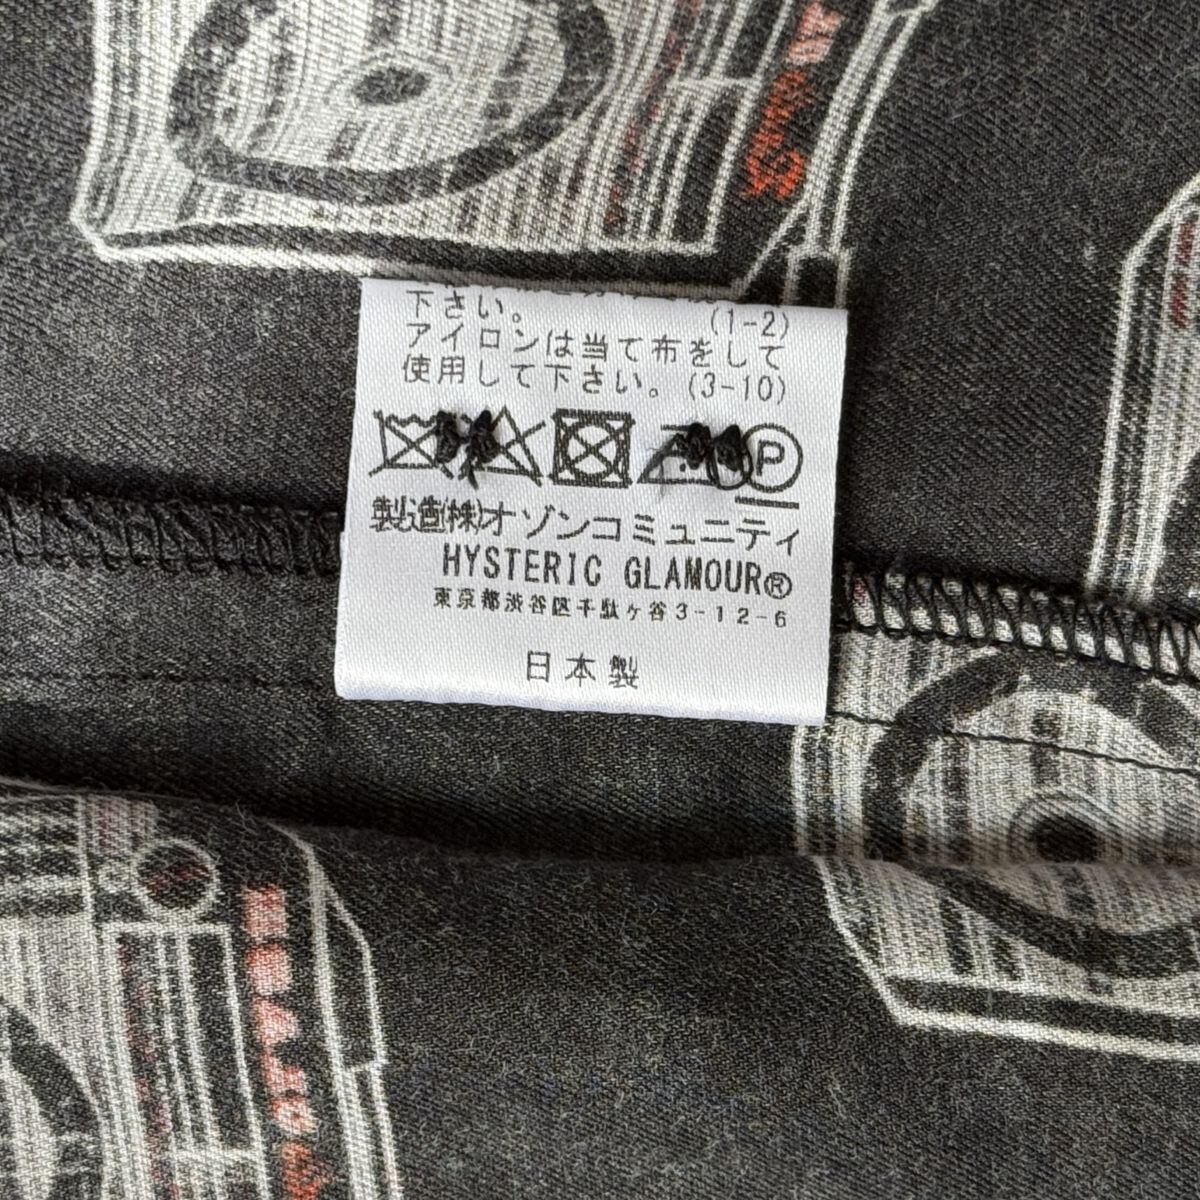 下さい。 (1-2)
アイロンは当て布をして
使用して下さい。(3-10)
P
製造(株)オゾンコミュニティ
HYSTERIC GLAMOUR®
東京都渋谷区千駄ヶ谷3-12-6
日本製